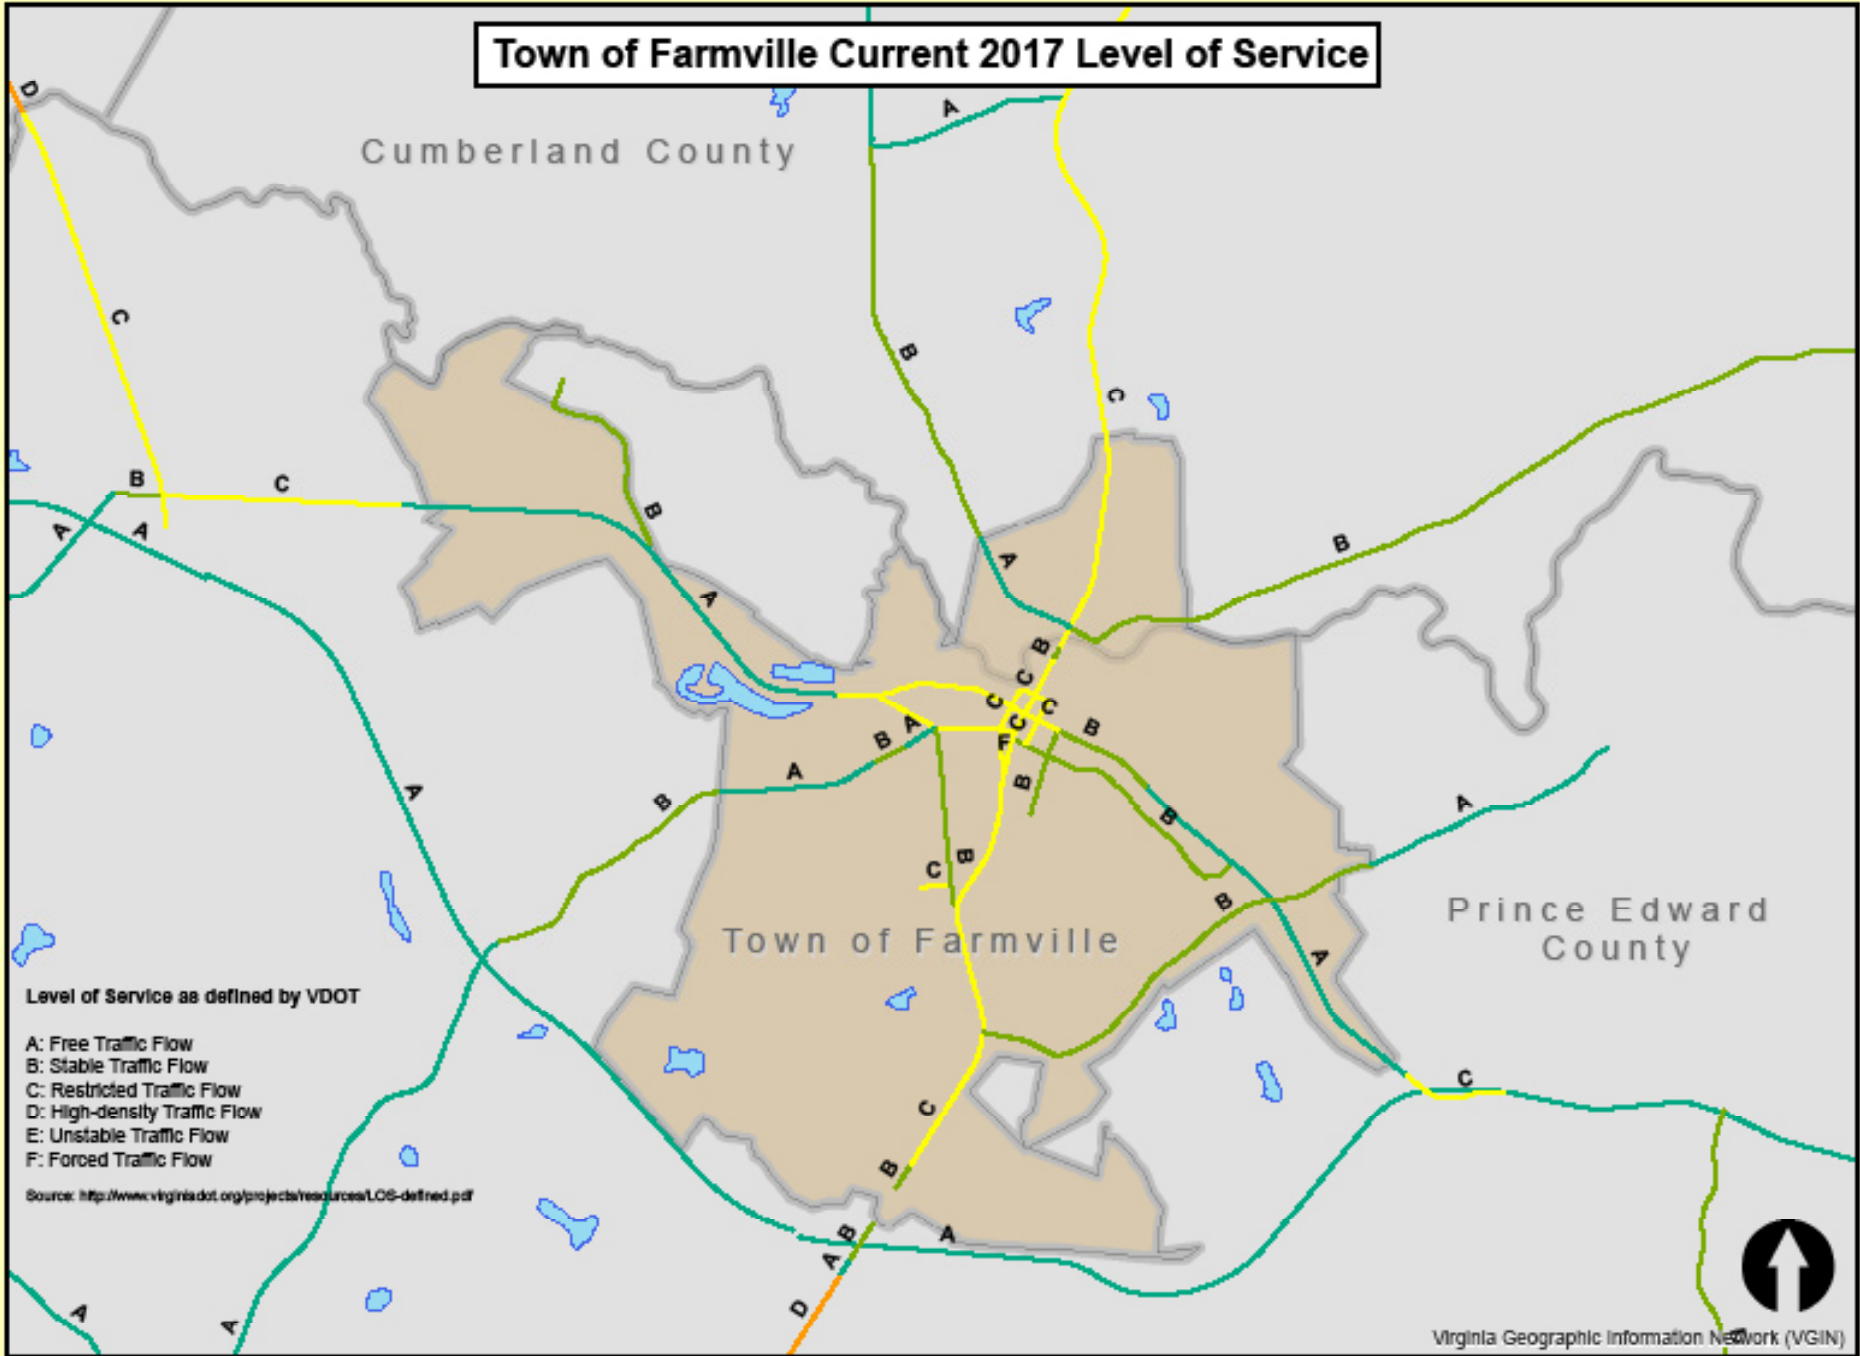 Town of Farmville Current 2017 Level of Service
D
A
Cumberland County
C
B
C
B
C
B
B
A
A
A
A
B
C
C
C
C
B
B
A
F
A
B
A
B
B
B
C
B
A
B
Prince Edward
County
Town of Farmville
A
Level of Service as defined by VDOT
A: Free Traffic Flow
B: Stable Traffic Flow
C: Restricted Traffic Flow
D: High-density Traffic Flow
E: Unstable Traffic Flow
F: Forced Traffic Flow
Source: http://www.virginiadot.org/projects/resources/LOS-defined.pdf
C
C
B
B
A
A
D
A
A
Virginia Geographic Information Network (VGIN)